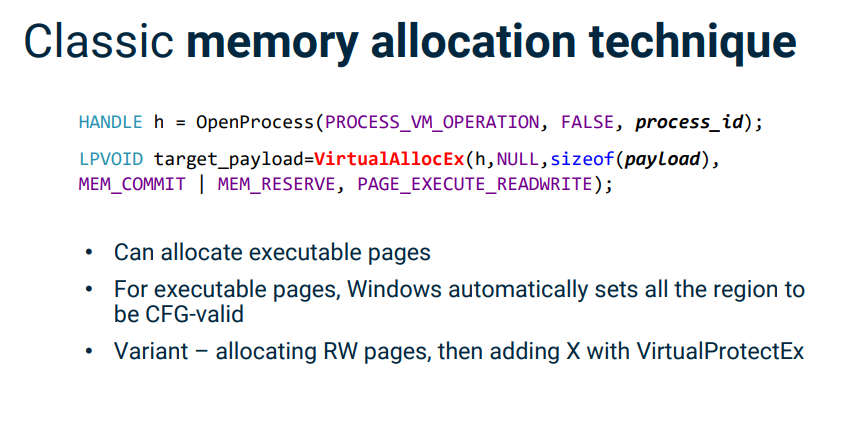 Classic memory allocation technique
HANDLE h = OpenProcess(PROCESS_VM_OPERATION, FALSE, process_id);
LPVOID target_payload=VirtualAllocEx(h,NULL,sizeof(payload),
MEM_COMMIT | MEM_RESERVE, PAGE_EXECUTE_READWRITE);
• Can allocate executable pages
• For executable pages, Windows automatically sets all the region to
be CFG-valid
• Variant – allocating RW pages, then adding X with VirtualProtectEx